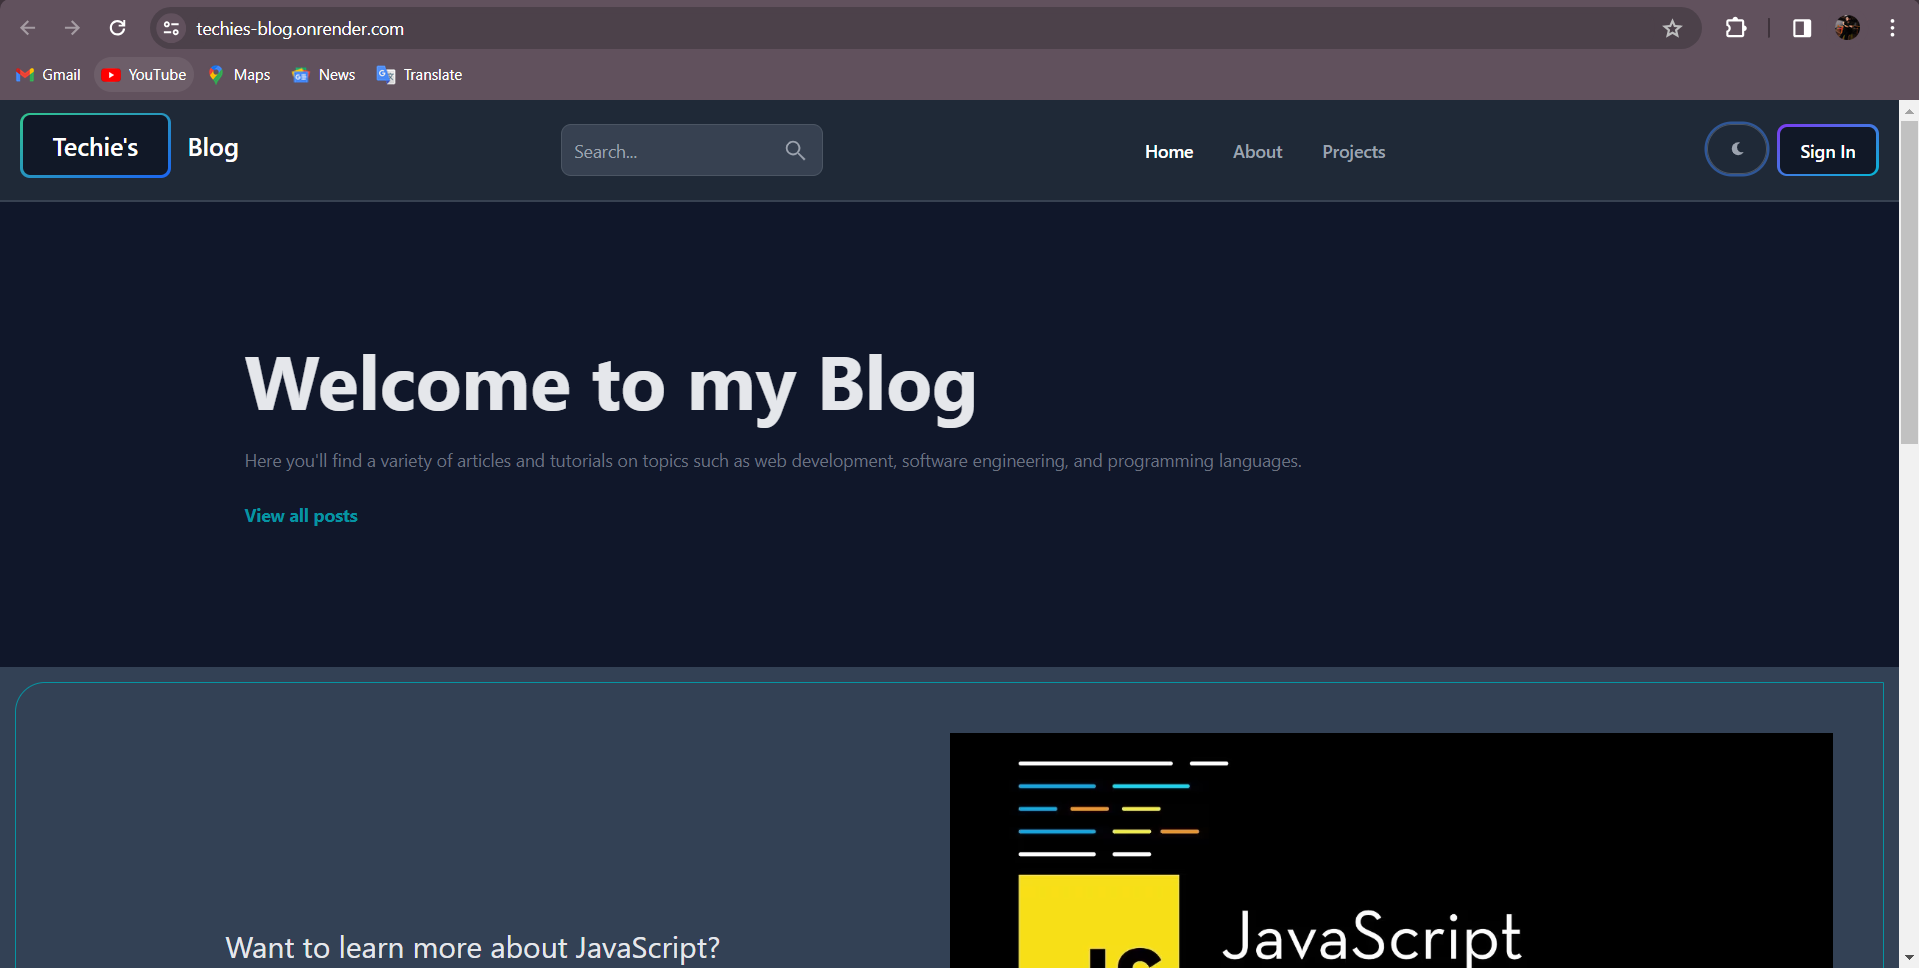 techies-blog.onrender.com
Gmail YouTube Maps News Translate
Techie's Blog Search... Home About Projects Sign In
Welcome to my Blog
Here you'll find a variety of articles and tutorials on topics such as web development, software engineering, and programming languages.
View all posts
JavaScript
Want to learn more about JavaScript?
JS